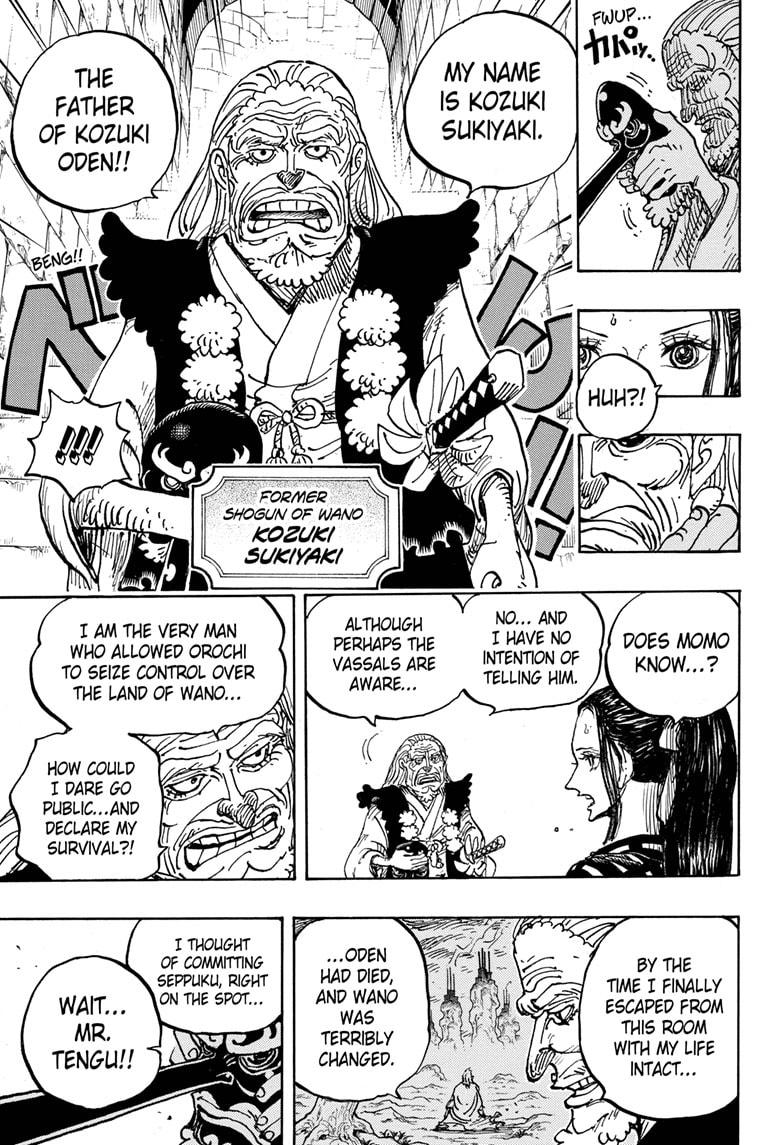 FWUP...
カパッ..
MY NAME
IS KOZUKI
SUKIYAKI.
THE
FATHER
OF KOZUKI
ODEN!!
BENG!!
!!!!
FORMER
SHOGUN OF WANO
KOZUKI
SUKIYAKI
HUH?!
DOES MOMO
KNOW...?
NO... AND
I HAVE NO
INTENTION OF
TELLING HIM.
ALTHOUGH
PERHAPS THE
VASSALS ARE
AWARE...
I AM THE VERY MAN
WHO ALLOWED OROCHI
TO SEIZE CONTROL OVER
THE LAND OF WANO...
HOW COULD
I DARE GO
PUBLIC...AND
DECLARE MY
SURVIVAL?!
BY THE
TIME I FINALLY
ESCAPED FROM
THIS ROOM
WITH MY LIFE
INTACT...
...ODEN
HAD DIED,
AND WANO
WAS
TERRIBLY
CHANGED.
I THOUGHT
OF COMMITTING
SEPPUKU, RIGHT
ON THE SPOT...
WAIT...
MR.
TENGU!!